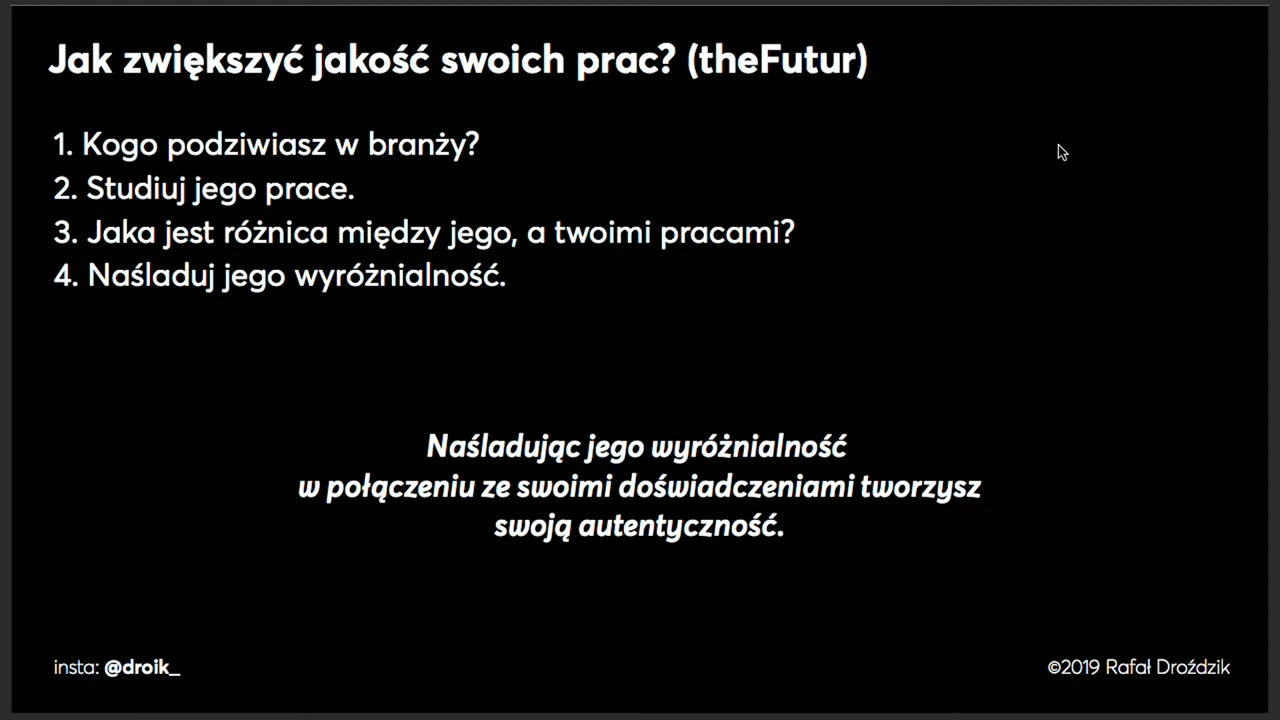 Jak zwiększyć jakość swoich prac? (theFutur)
1. Kogo podziwiasz w branży?
2. Studiuj jego prace.
3. Jaka jest różnica między jego, a twoimi pracami?
4. Naśladuj jego wyróżnialność.
Naśladując jego wyróżnialność
w połączeniu ze swoimi doświadczeniami tworzysz
swoją autentyczność.
insta: @droik_
©2019 Rafał Droździk